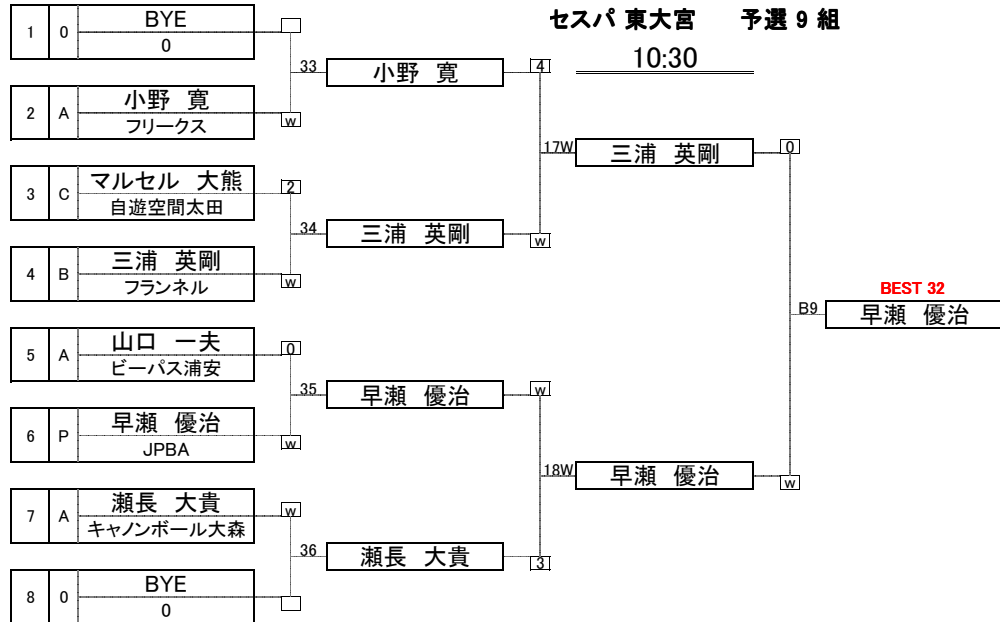 セスパ 東大宮 予選 9 組
10:30
1 0 BYE
0
33 小野 寛 4
2 A 小野 寛 w
フリークス
17W 三浦 英剛 0
3 C マルセル 大熊 2
自遊空間太田
34 三浦 英剛 w
4 B 三浦 英剛 w
フランネル
BEST 32
B9 早瀬 優治
5 A 山口 一夫 0
ビーパス浦安
35 早瀬 優治 w
6 P 早瀬 優治 w
JPBA
18W 早瀬 優治 w
7 A 瀬長 大貴 w
キャノンボール大森
36 瀬長 大貴 3
8 0 BYE
0